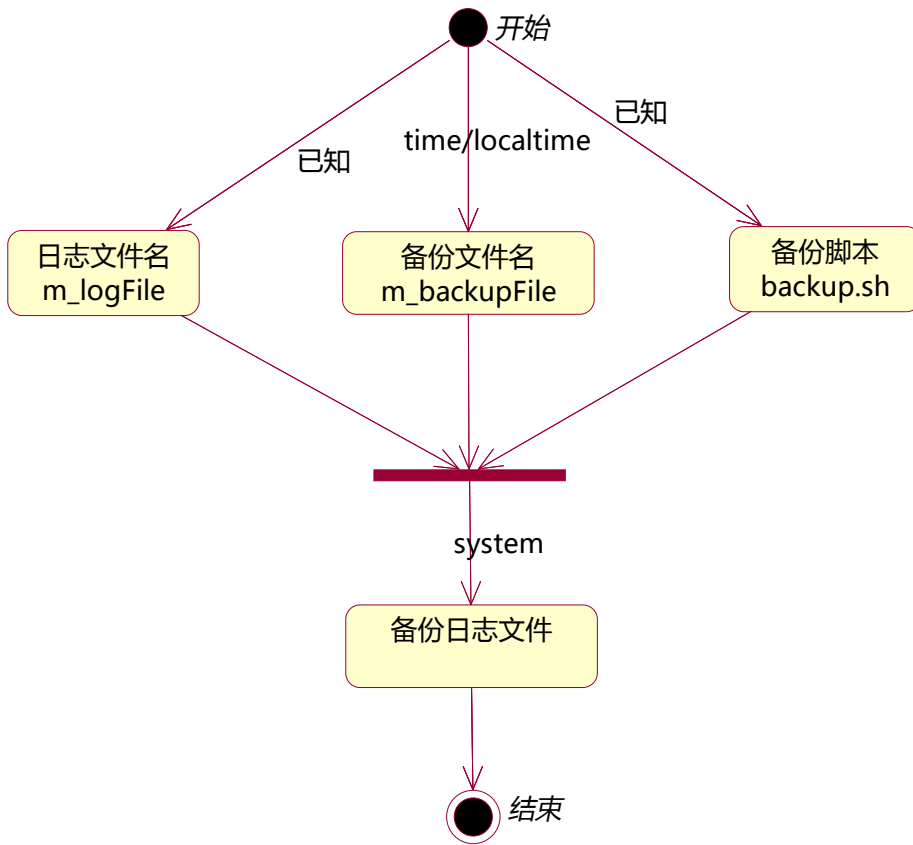 开始
已知
time/localtime
已知
日志文件名
m_logFile
备份文件名
m_backupFile
备份脚本
backup.sh
system
备份日志文件
结束